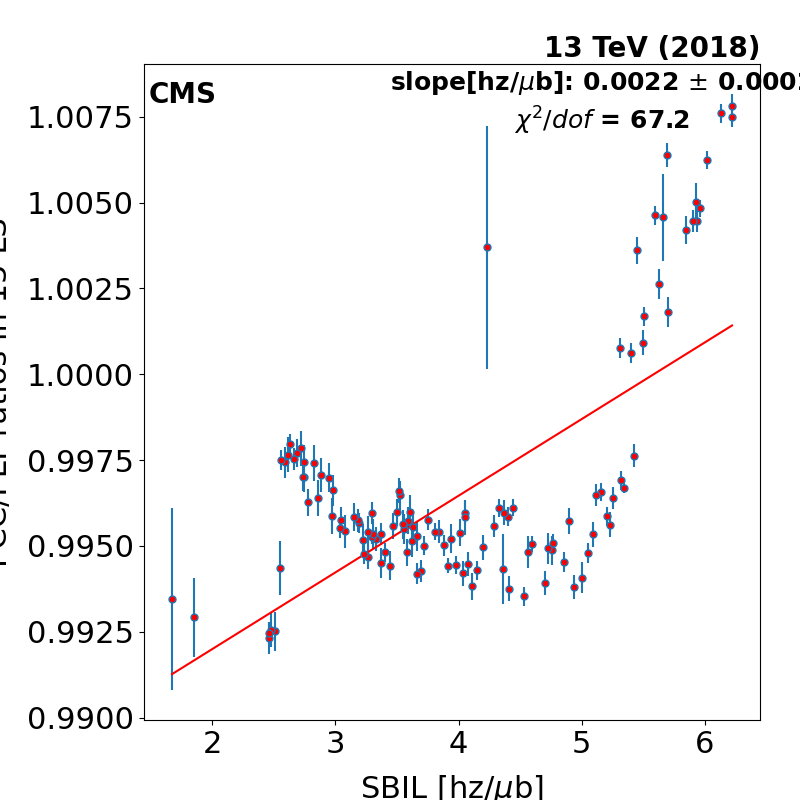 13 TeV (2018)
CMS
slope[hz/μb]: 0.0022 ± 0.000
χ²/dof = 67.2
1.0075
1.0050
1.0025
1.0000
0.9975
0.9950
0.9925
0.9900
2 3 4 5 6
SBIL [hz/μb]